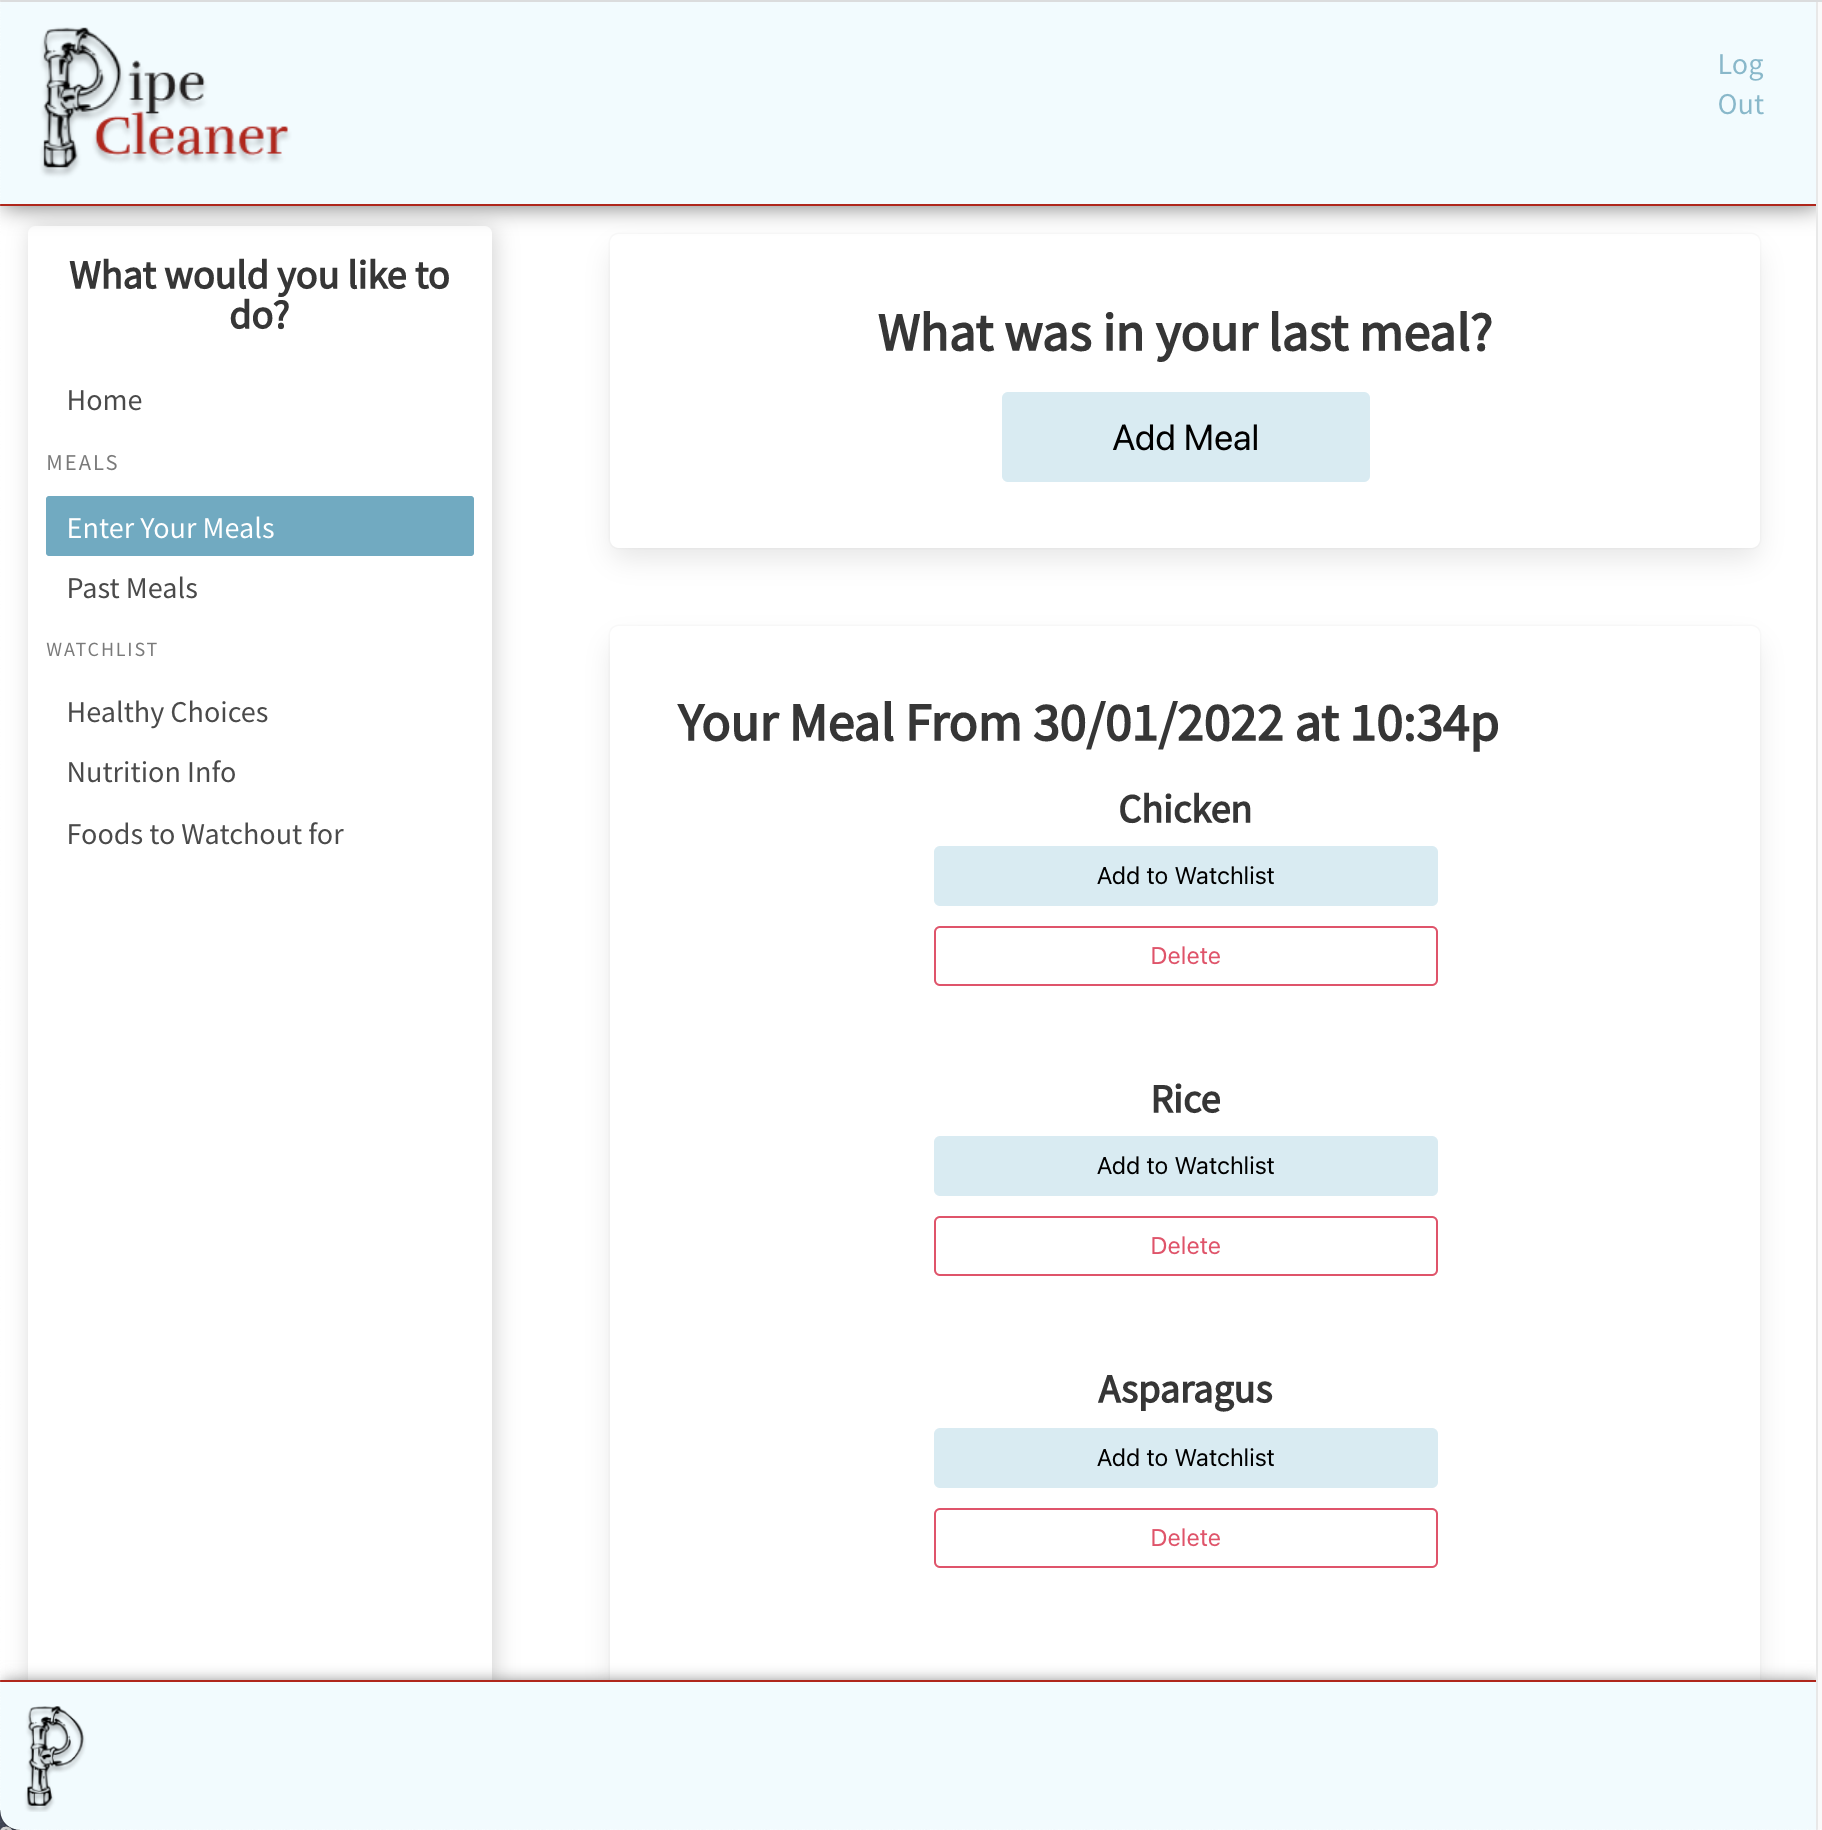 Pipe
Cleaner
Log
Out
What would you like to
do?
Home
MEALS
Enter Your Meals
Past Meals
WATCHLIST
Healthy Choices
Nutrition Info
Foods to Watchout for
What was in your last meal?
Add Meal
Your Meal From 30/01/2022 at 10:34p
Chicken
Add to Watchlist
Delete
Rice
Add to Watchlist
Delete
Asparagus
Add to Watchlist
Delete
P